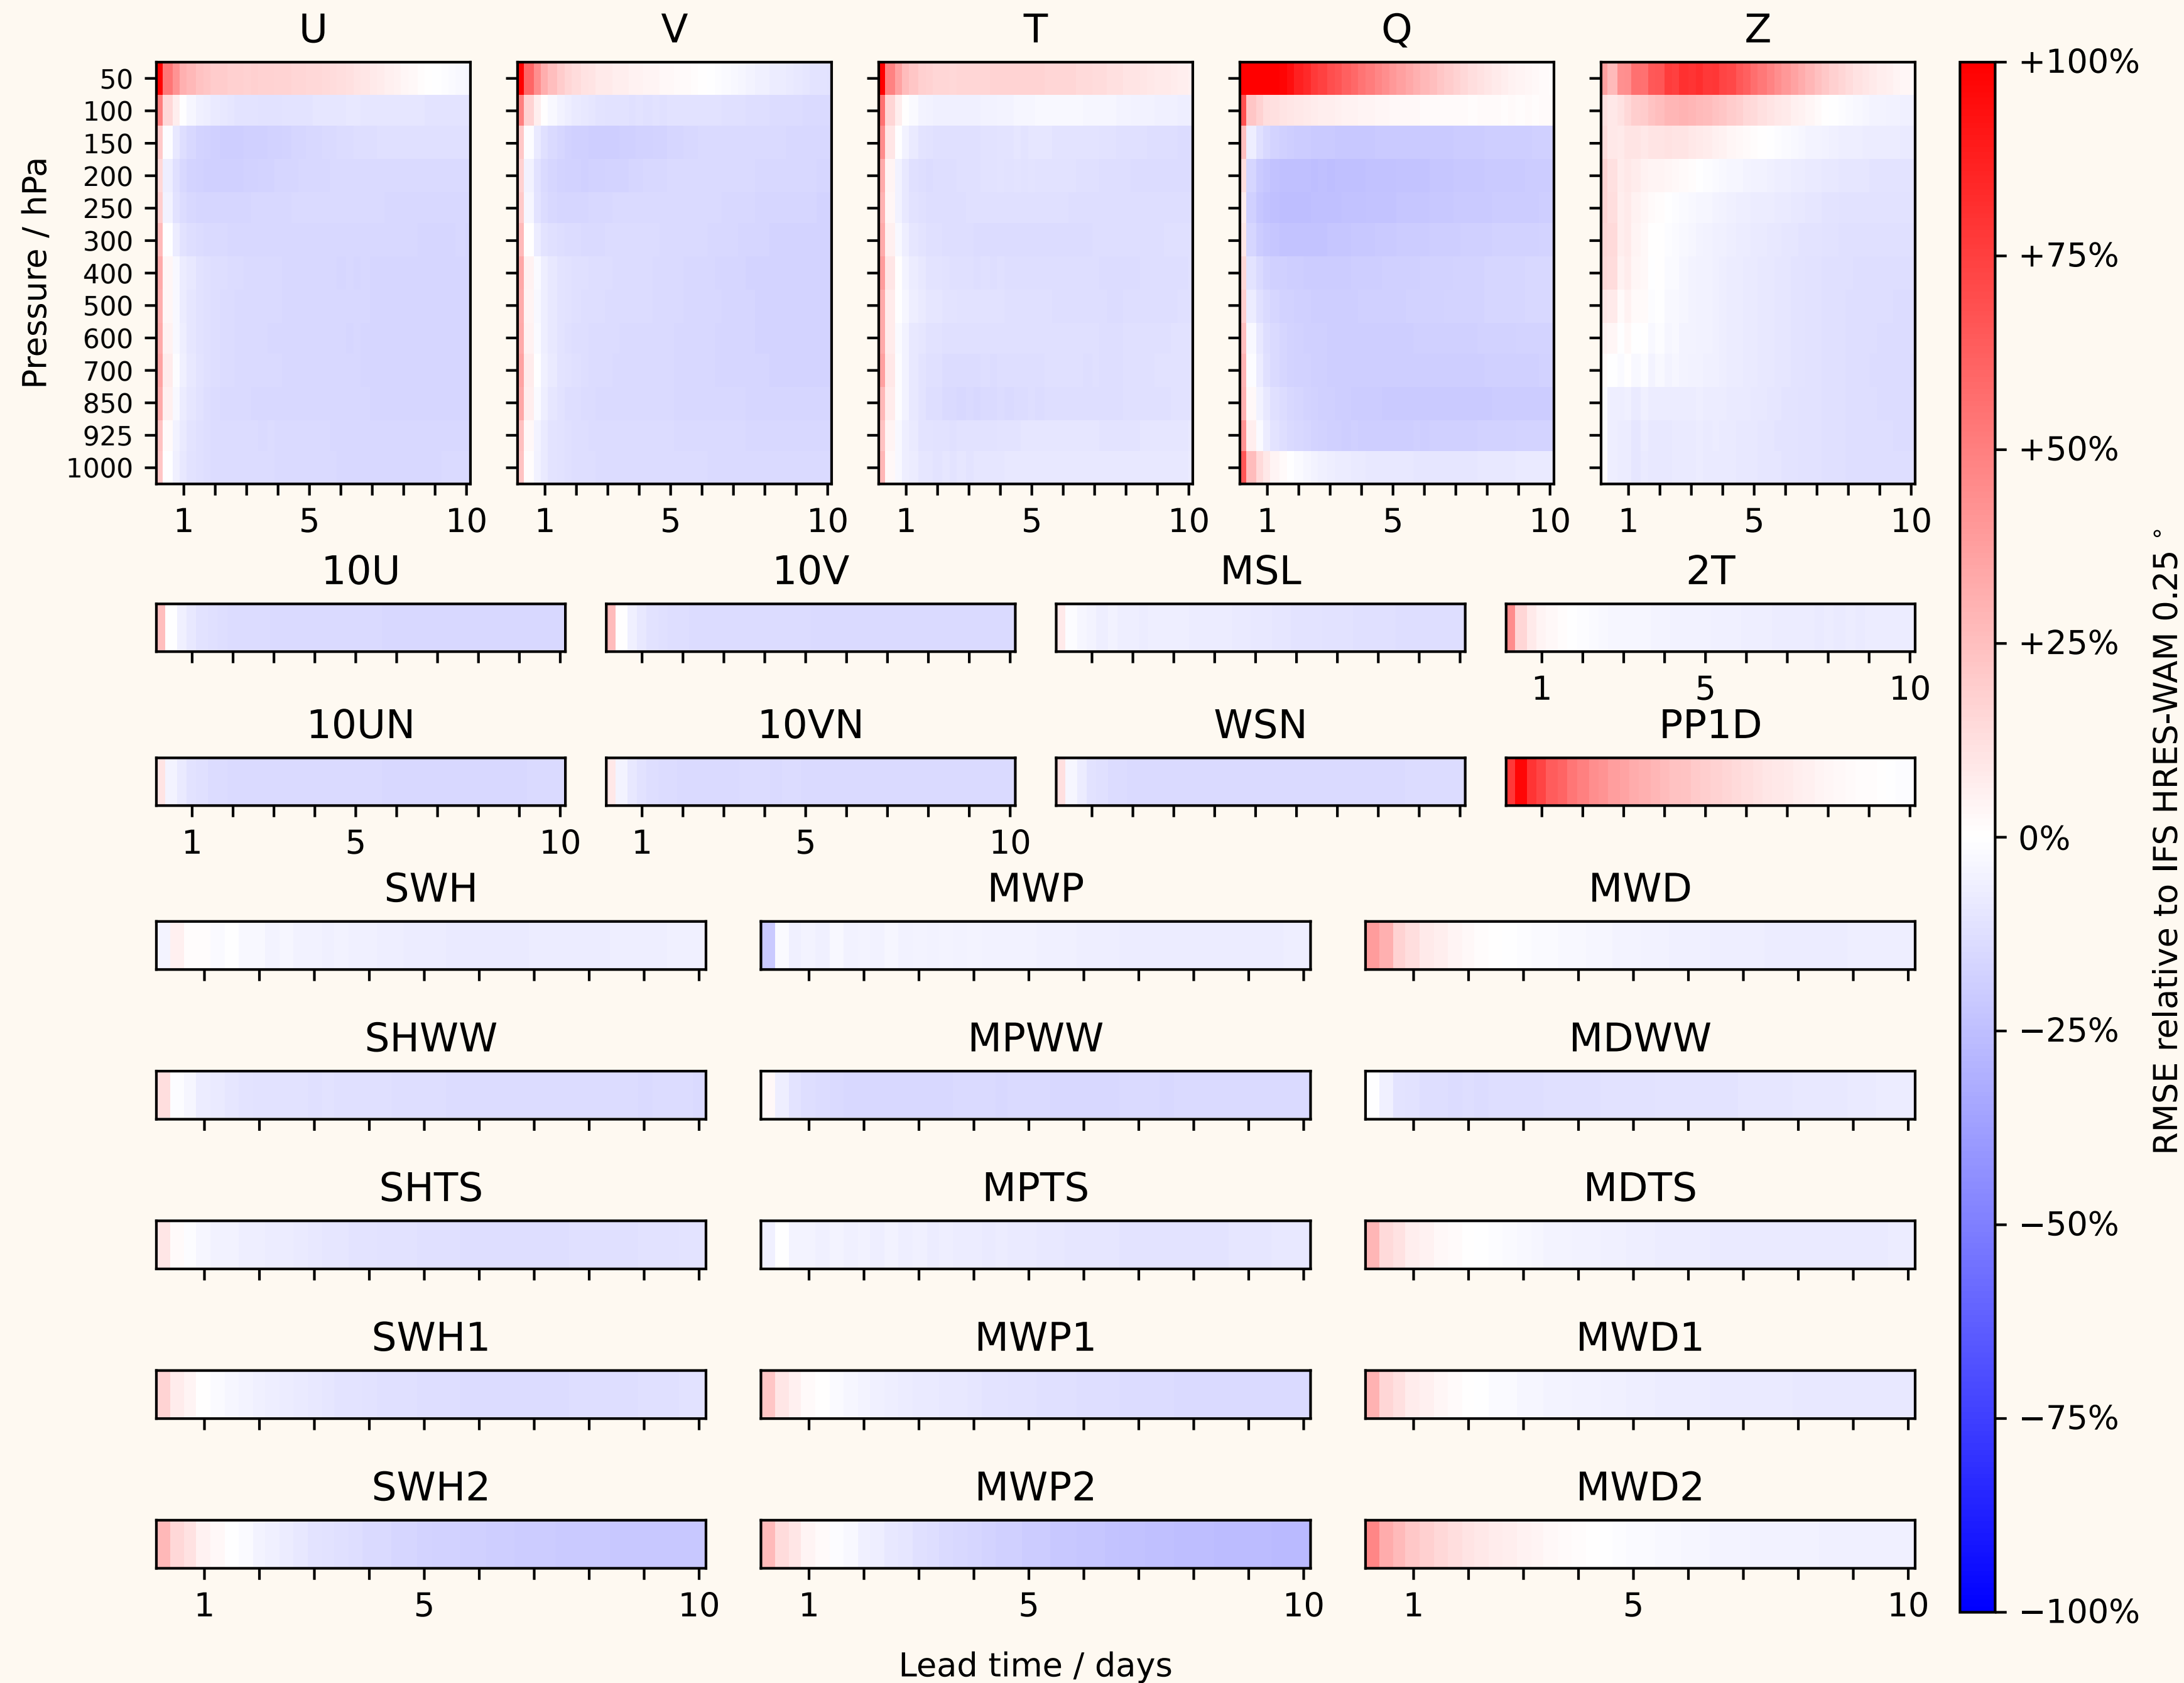 U V T Q Z
50
100
150
200
250
300
400
500
600
700
850
925
1000
Pressure / hPa
1 5 10 1 5 10 1 5 10 1 5 10 1 5 10
10U 10V MSL 2T
1 5 10
10UN 10VN WSN PP1D
1 5 10 1 5 10
SWH MWP MWD
SHWW MPWW MDWW
SHTS MPTS MDTS
SWH1 MWP1 MWD1
SWH2 MWP2 MWD2
1 5 10 1 5 10 1 5 10
Lead time / days
+100%
+75%
+50%
+25%
0%
−25%
−50%
−75%
−100%
RMSE relative to IFS HRES-WAM 0.25 °